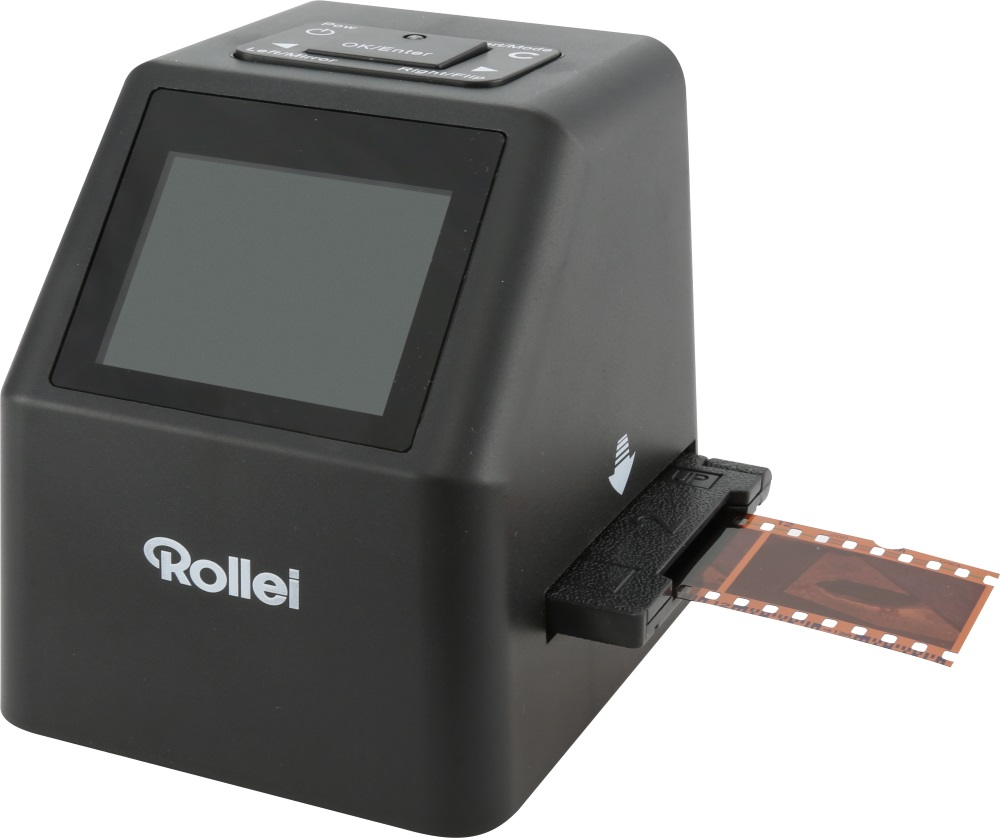 Pow
OK/Enter
Left/Mirror
Right/Flip
Rollei
UP